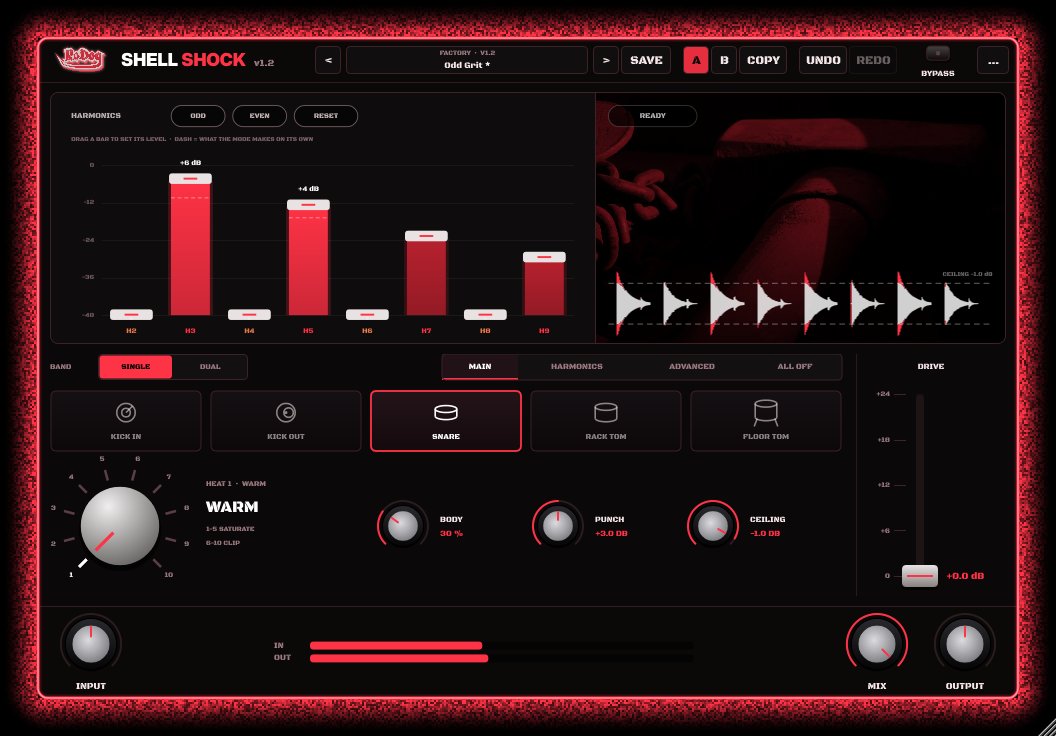 RaDog
SHELL SHOCK v1.2
<
FACTORY · V1.2
Odd Grit *
>
SAVE
A
B
COPY
UNDO
REDO
BYPASS
...
HARMONICS
ODD
EVEN
RESET
READY
DRAG A BAR TO SET ITS LEVEL · DASH = WHAT THE MODE MAKES ON ITS OWN
+6 dB
+4 dB
0
-12
-24
-36
-48
H2
H3
H4
H5
H6
H7
H8
H9
CEILING -1.0 dB
BAND
SINGLE
DUAL
MAIN
HARMONICS
ADVANCED
ALL OFF
DRIVE
KICK IN
KICK OUT
SNARE
RACK TOM
FLOOR TOM
+24
+18
+12
+6
0
+0.0 dB
1
2
3
4
5
6
7
8
9
10
HEAT 1 · WARM
WARM
1-5 SATURATE
6-10 CLIP
BODY
30 %
PUNCH
+3.0 DB
CEILING
-1.0 DB
INPUT
IN
OUT
MIX
OUTPUT